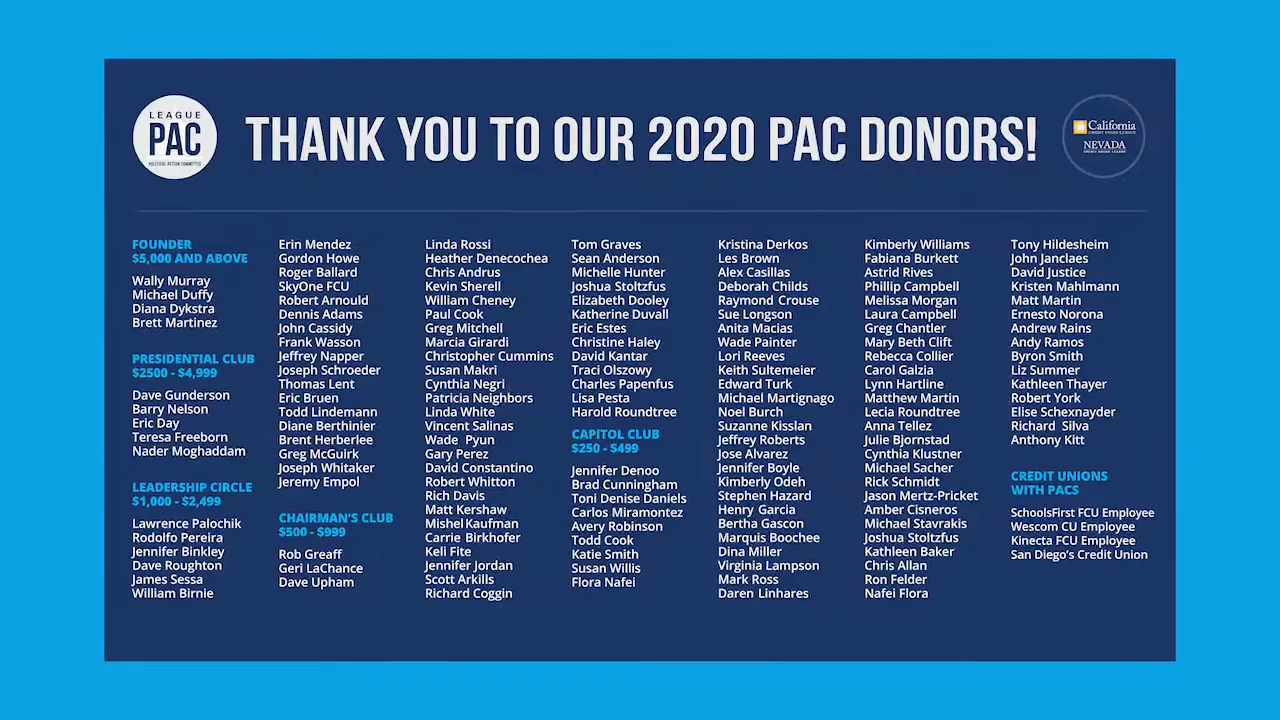 LEAGUE
PAC
POLITICAL ACTION COMMITTEE
THANK YOU TO OUR 2020 PAC DONORS!
California
CREDIT UNION LEAGUE
NEVADA
CREDIT UNION LEAGUE
FOUNDER
$5,000 AND ABOVE
Wally Murray
Michael Duffy
Diana Dykstra
Brett Martinez
PRESIDENTIAL CLUB
$2500 - $4,999
Dave Gunderson
Barry Nelson
Eric Day
Teresa Freeborn
Nader Moghaddam
LEADERSHIP CIRCLE
$1,000 - $2,499
Lawrence Palochik
Rodolfo Pereira
Jennifer Binkley
Dave Roughton
James Sessa
William Birnie
Erin Mendez
Gordon Howe
Roger Ballard
SkyOne FCU
Robert Arnould
Dennis Adams
John Cassidy
Frank Wasson
Jeffrey Napper
Joseph Schroeder
Thomas Lent
Eric Bruen
Todd Lindemann
Diane Berthinier
Brent Herberlee
Greg McGuirk
Joseph Whitaker
Jeremy Empol
CHAIRMAN'S CLUB
$500 - $999
Rob Greaff
Geri LaChance
Dave Upham
Linda Rossi
Heather Denecochea
Chris Andrus
Kevin Sherell
William Cheney
Paul Cook
Greg Mitchell
Marcia Girardi
Christopher Cummins
Susan Makri
Cynthia Negri
Patricia Neighbors
Linda White
Vincent Salinas
Wade Pyun
Gary Perez
David Constantino
Robert Whitton
Rich Davis
Matt Kershaw
Mishel Kaufman
Carrie Birkhofer
Keli Fite
Jennifer Jordan
Scott Arkills
Richard Coggin
Tom Graves
Sean Anderson
Michelle Hunter
Joshua Stoltzfus
Elizabeth Dooley
Katherine Duvall
Eric Estes
Christine Haley
David Kantar
Traci Olszowy
Charles Papenfus
Lisa Pesta
Harold Roundtree
CAPITOL CLUB
$250 - $499
Jennifer Denoo
Brad Cunningham
Toni Denise Daniels
Carlos Miramontez
Avery Robinson
Todd Cook
Katie Smith
Susan Willis
Flora Nafei
Kristina Derkos
Les Brown
Alex Casillas
Deborah Childs
Raymond Crouse
Sue Longson
Anita Macias
Wade Painter
Lori Reeves
Keith Sultemeier
Edward Turk
Michael Martignago
Noel Burch
Suzanne Kisslan
Jeffrey Roberts
Jose Alvarez
Jennifer Boyle
Kimberly Odeh
Stephen Hazard
Henry Garcia
Bertha Gascon
Marquis Boochee
Dina Miller
Virginia Lampson
Mark Ross
Daren Linhares
Kimberly Williams
Fabiana Burkett
Astrid Rives
Phillip Campbell
Melissa Morgan
Laura Campbell
Greg Chantler
Mary Beth Clift
Rebecca Collier
Carol Galzia
Lynn Hartline
Matthew Martin
Lecia Roundtree
Anna Tellez
Julie Bjornstad
Cynthia Klustner
Michael Sacher
Rick Schmidt
Jason Mertz-Pricket
Amber Cisneros
Michael Stavrakis
Joshua Stoltzfus
Kathleen Baker
Chris Allan
Ron Felder
Nafei Flora
Tony Hildesheim
John Janclaes
David Justice
Kristen Mahlmann
Matt Martin
Ernesto Norona
Andrew Rains
Andy Ramos
Byron Smith
Liz Summer
Kathleen Thayer
Robert York
Elise Schexnayder
Richard Silva
Anthony Kitt
CREDIT UNIONS
WITH PACS
SchoolsFirst FCU Employee
Wescom CU Employee
Kinecta FCU Employee
San Diego's Credit Union